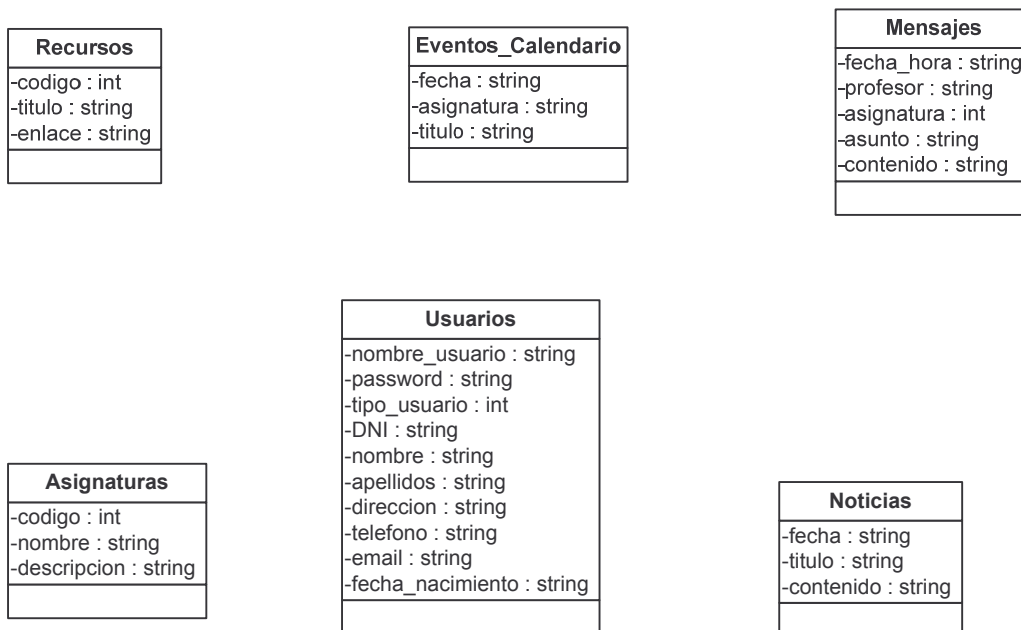 Recursos
-codigo : int
-titulo : string
-enlace : string
Eventos_Calendario
-fecha : string
-asignatura : string
-titulo : string
Mensajes
-fecha_hora : string
-profesor : string
-asignatura : int
-asunto : string
-contenido : string
Asignaturas
-codigo : int
-nombre : string
-descripcion : string
Usuarios
-nombre_usuario : string
-password : string
-tipo_usuario : int
-DNI : string
-nombre : string
-apellidos : string
-direccion : string
-telefono : string
-email : string
-fecha_nacimiento : string
Noticias
-fecha : string
-titulo : string
-contenido : string